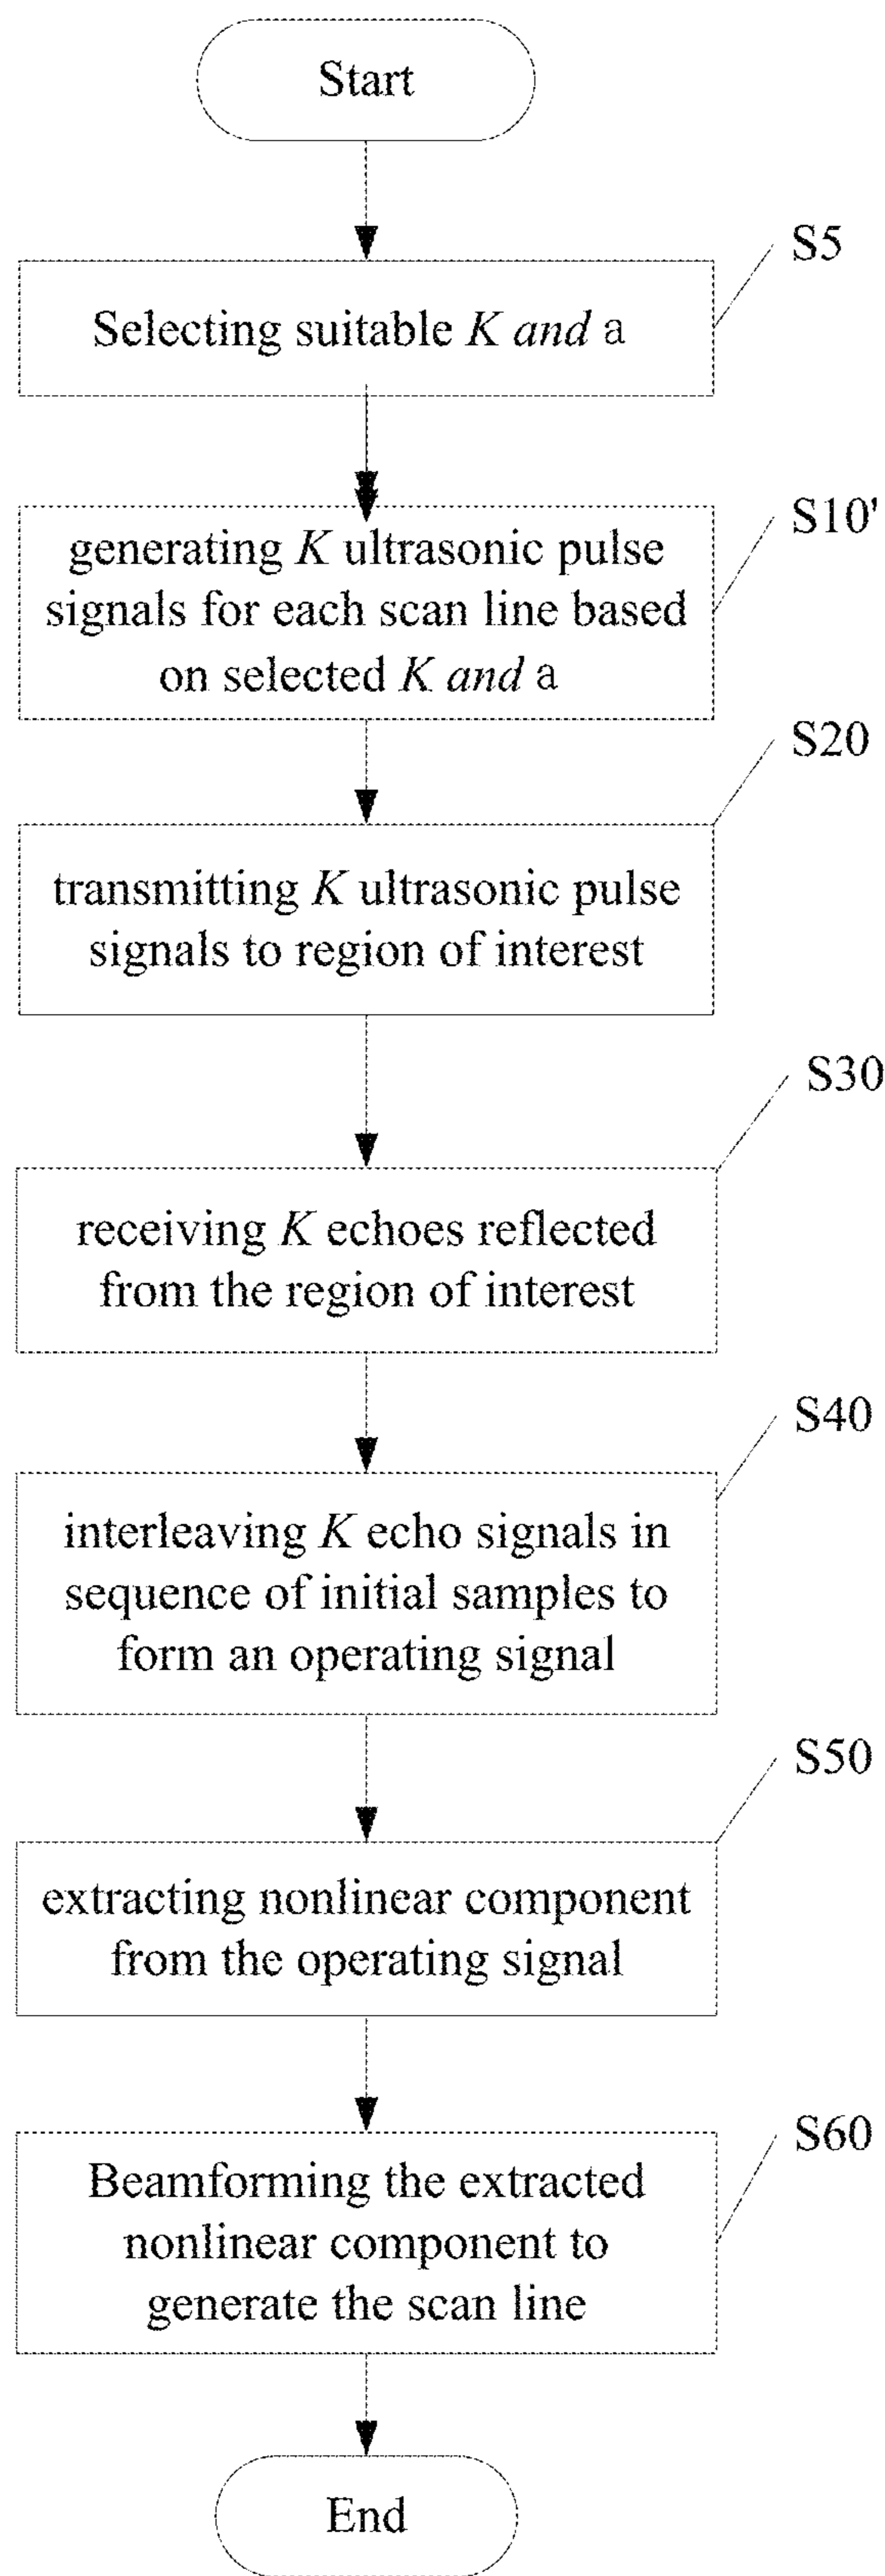 Start
S5
Selecting suitable K and a
S10'
generating K ultrasonic pulse
signals for each scan line based
on selected K and a
S20
transmitting K ultrasonic pulse
signals to region of interest
S30
receiving K echoes reflected
from the region of interest
S40
interleaving K echo signals in
sequence of initial samples to
form an operating signal
S50
extracting nonlinear component
from the operating signal
S60
Beamforming the extracted
nonlinear component to
generate the scan line
End